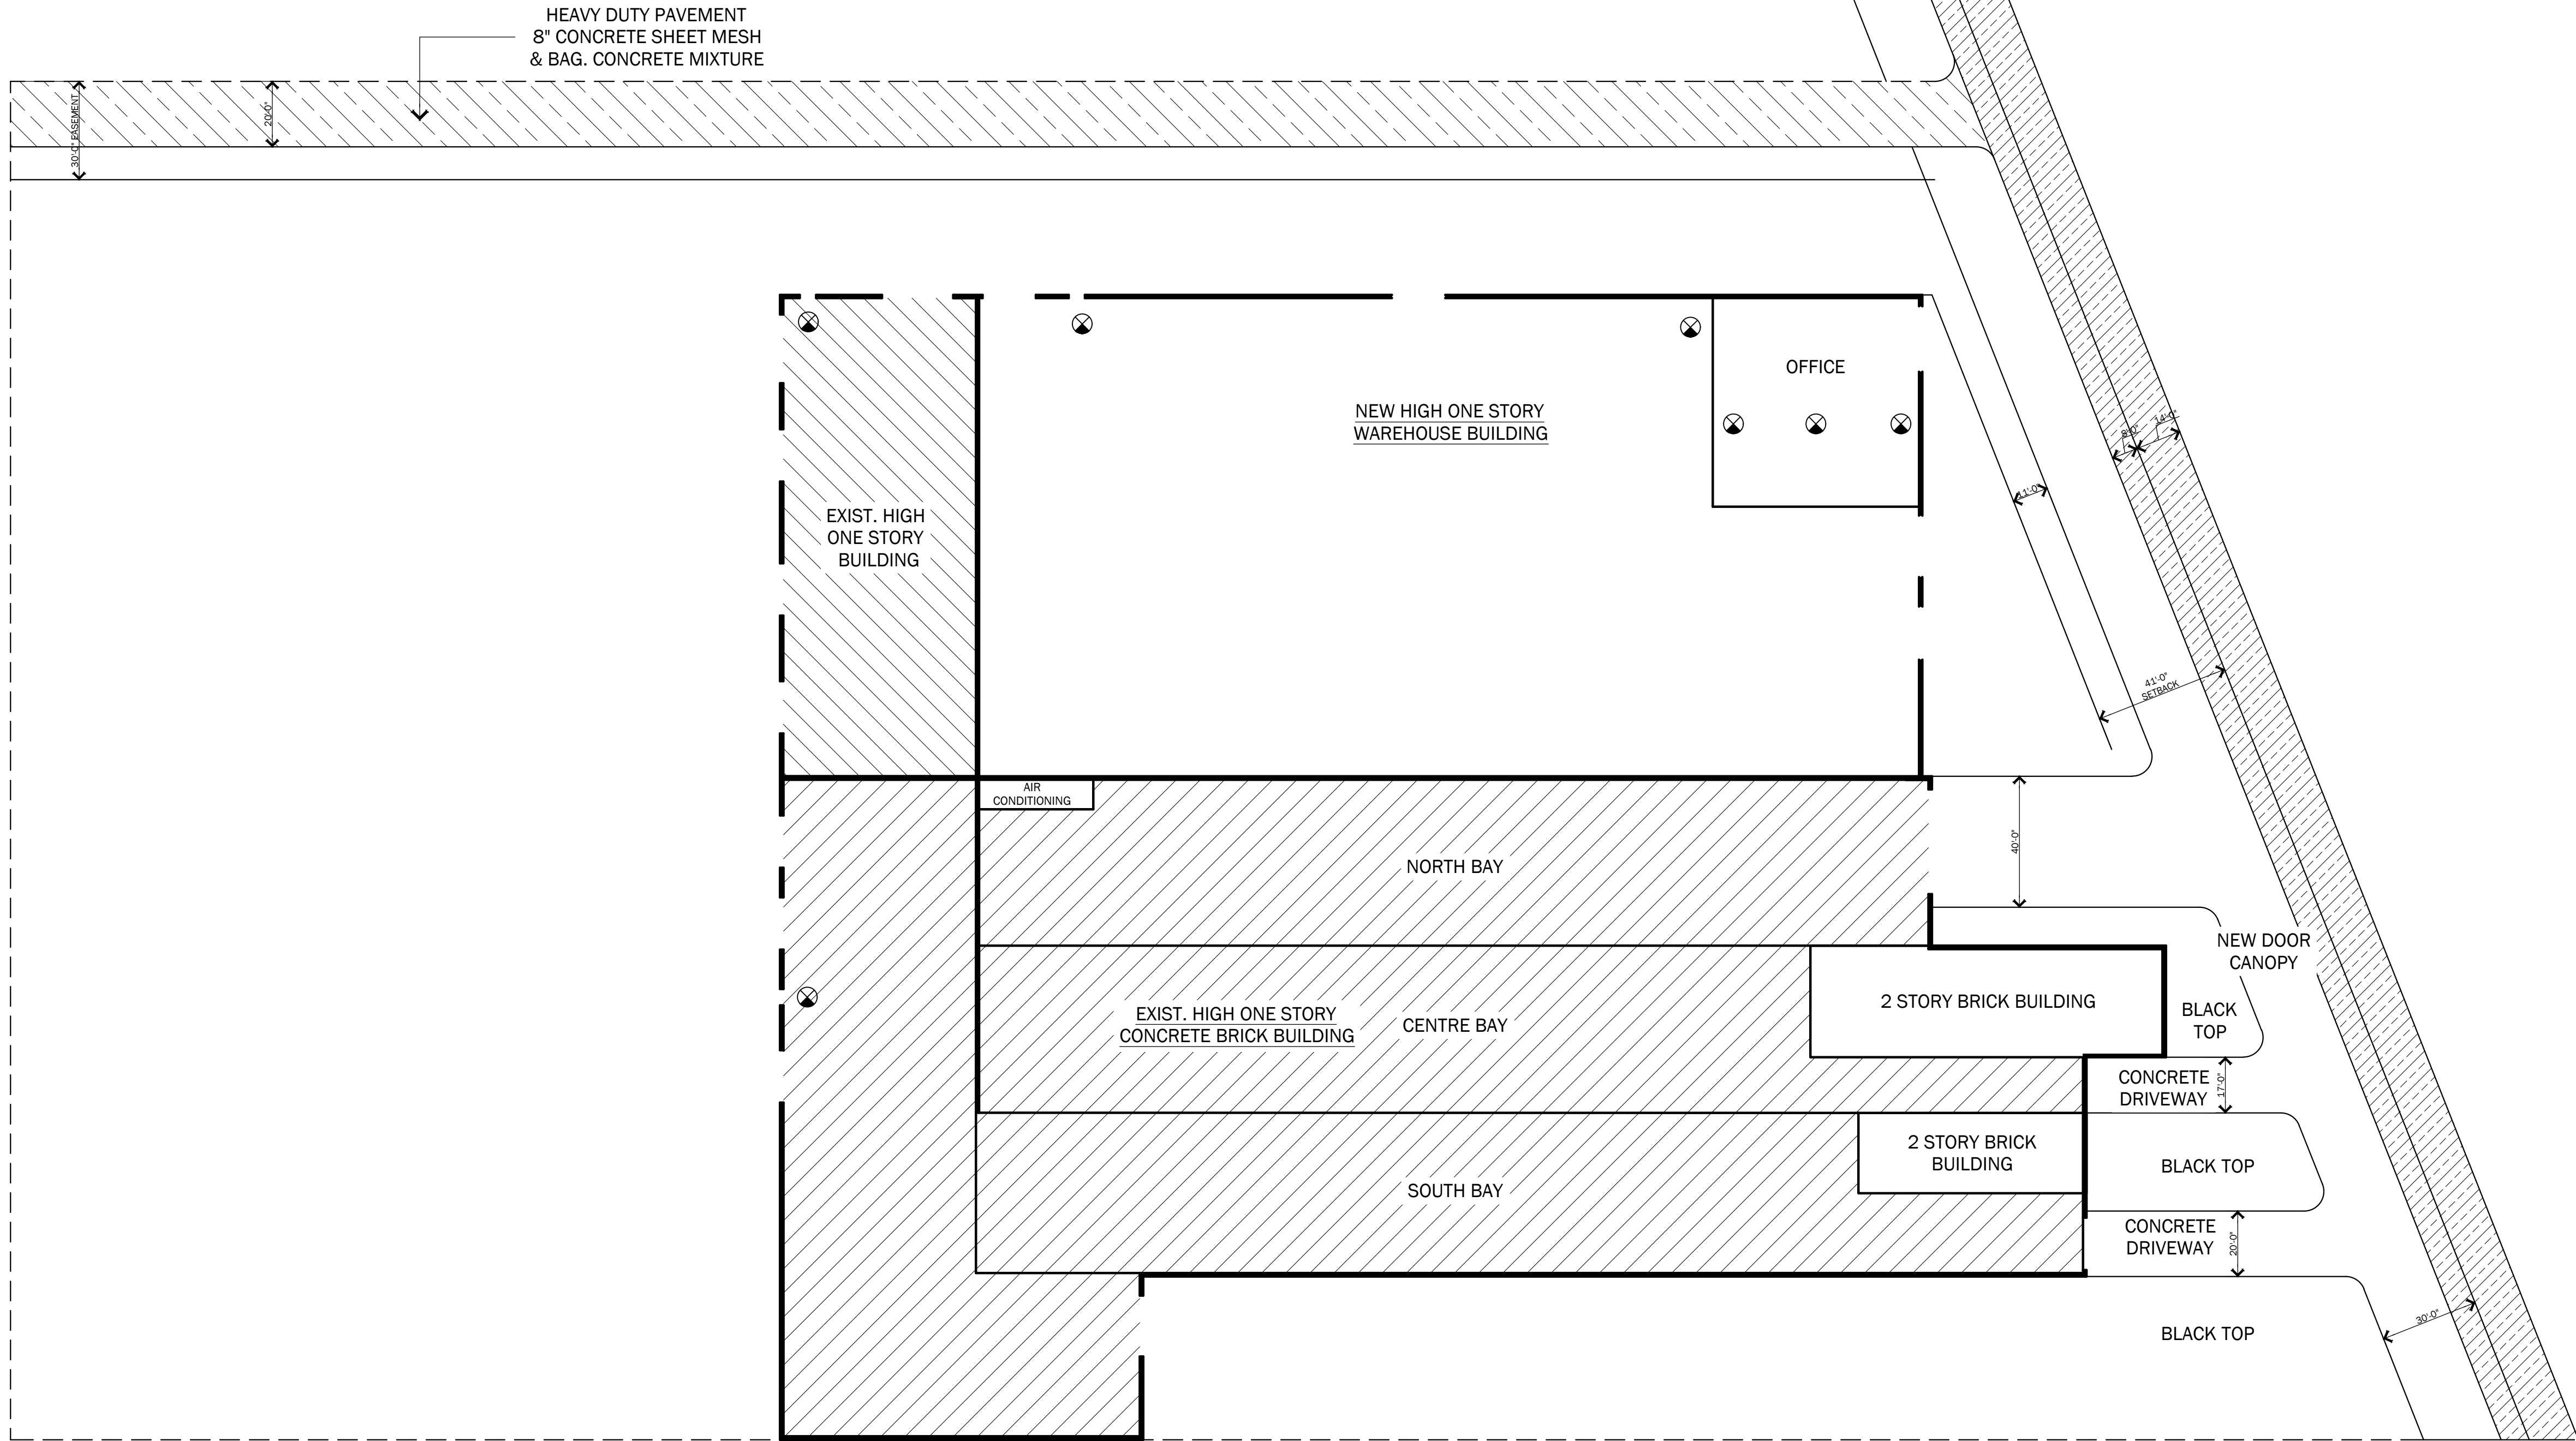 HEAVY DUTY PAVEMENT
8" CONCRETE SHEET MESH
& BAG. CONCRETE MIXTURE
30'-0" EASEMENT
20'-0"
OFFICE
NEW HIGH ONE STORY
WAREHOUSE BUILDING
8'-0"
14'-0"
11'-0"
EXIST. HIGH
ONE STORY
BUILDING
41'-0"
SETBACK
AIR
CONDITIONING
40'-0"
NORTH BAY
NEW DOOR
CANOPY
2 STORY BRICK BUILDING
BLACK
TOP
EXIST. HIGH ONE STORY
CONCRETE BRICK BUILDING
CENTRE BAY
CONCRETE
DRIVEWAY
17'-0"
2 STORY BRICK
BUILDING
BLACK TOP
SOUTH BAY
CONCRETE
DRIVEWAY
20'-0"
30'-0"
BLACK TOP